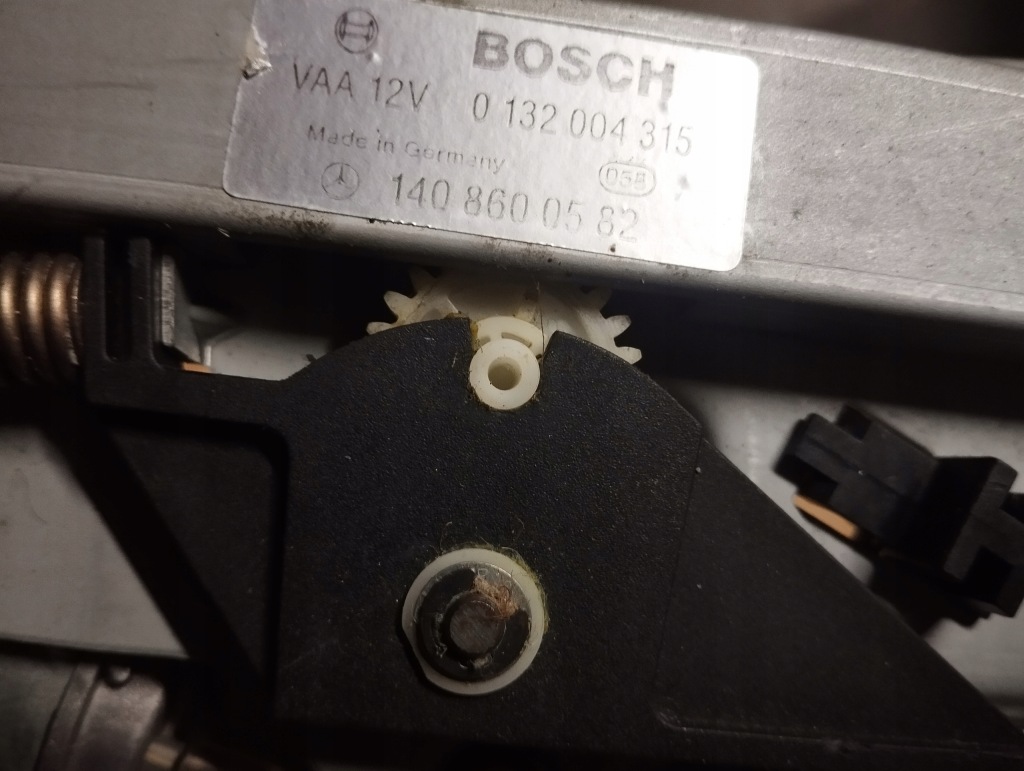 BOSCH
VAA 12V 0 132 004 315
Made in Germany
058
140 860 05 82